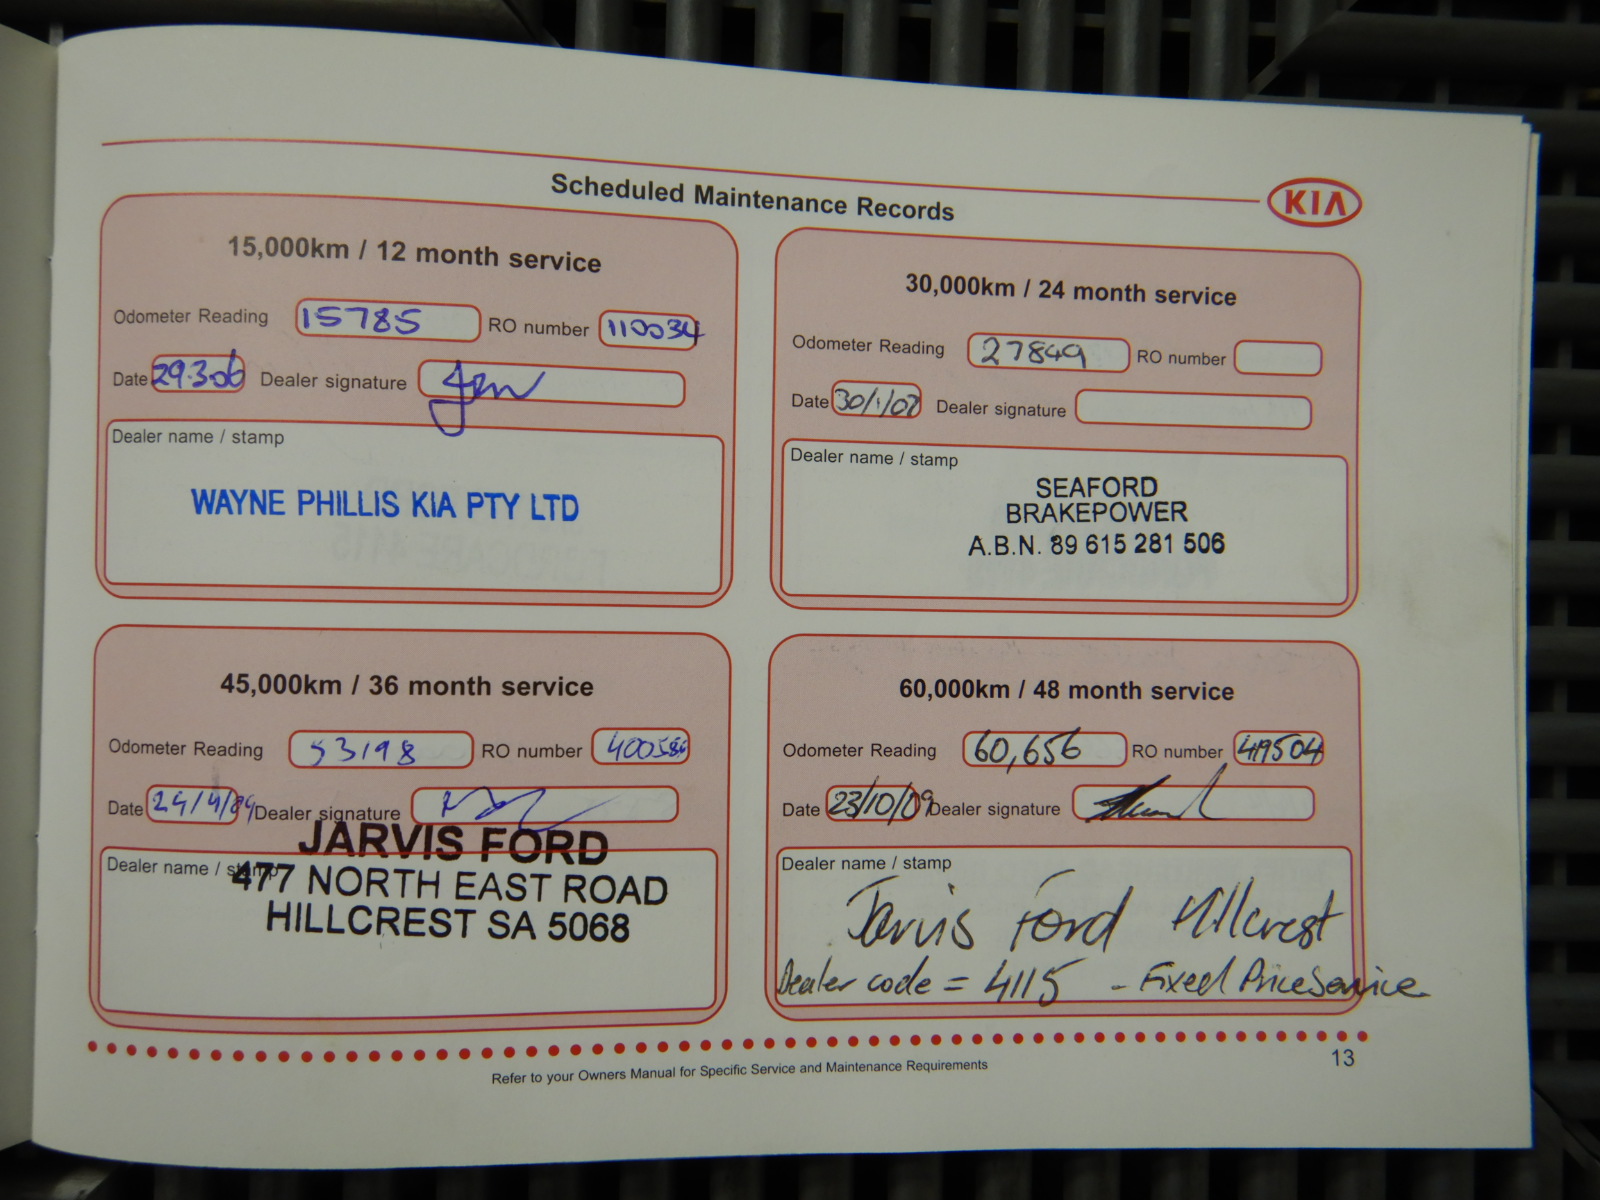 Scheduled Maintenance Records
KIA
15,000km / 12 month service
Odometer Reading 15785 RO number 110034
Date 29.3.06 Dealer signature
Dealer name / stamp
WAYNE PHILLIS KIA PTY LTD
30,000km / 24 month service
Odometer Reading 27849 RO number
Date 30/1/07 Dealer signature
Dealer name / stamp
SEAFORD
BRAKEPOWER
A.B.N. 89 615 281 506
45,000km / 36 month service
Odometer Reading 53198 RO number
Date Dealer signature
JARVIS FORD
Dealer name / stamp
477 NORTH EAST ROAD
HILLCREST SA 5068
60,000km / 48 month service
Odometer Reading 60,656 RO number
Date 23/10/09 Dealer signature
Dealer name / stamp
Jarvis Ford Hillcrest
Dealer code = 4115 - Fixed Price Service
Refer to your Owners Manual for Specific Service and Maintenance Requirements
13